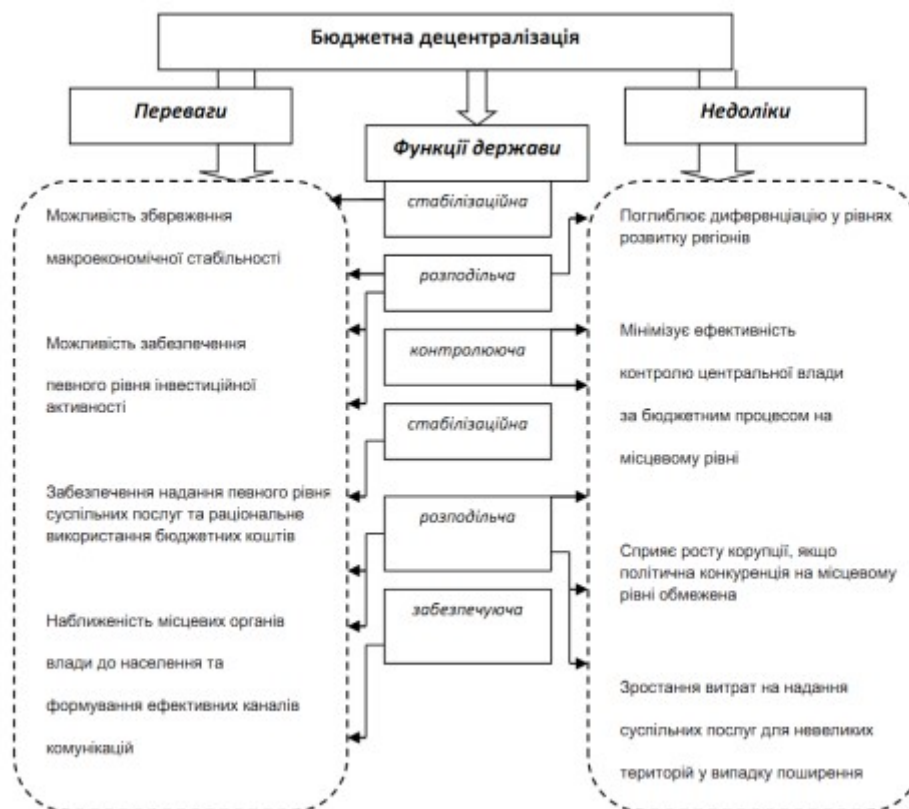 Бюджетна децентралізація
Переваги
Недоліки
Функції держави
Можливість збереження
макроекономічної стабільності
Можливість забезпечення
певного рівня інвестиційної
активності
Забезпечення надання певного рівня
суспільних послуг та раціональне
використання бюджетних коштів
Наближеність місцевих органів
влади до населення та
формування ефективних каналів
комунікацій
стабілізаційна
розподільча
контролююча
стабілізаційна
розподільча
забезпечуюча
Поглиблює диференціацію у рівнях
розвитку регіонів
Мінімізує ефективність
контролю центральної влади
за бюджетним процесом на
місцевому рівні
Сприяє росту корупції, якщо
політична конкуренція на місцевому
рівні обмежена
Зростання витрат на надання
суспільних послуг для невеликих
територій у випадку поширення